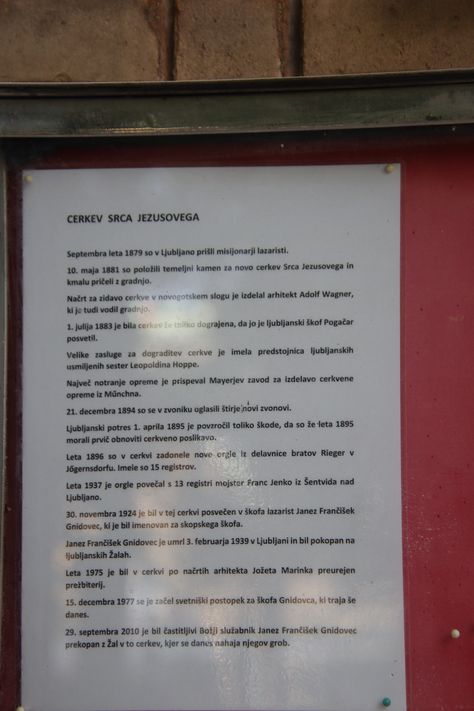 CERKEV SRCA JEZUSOVEGA
Septembra leta 1879 so v Ljubljano prišli misijonarji lazaristi.
10. maja 1881 so položili temeljni kamen za novo cerkev Srca Jezusovega in
kmalu pričeli z gradnjo.
Načrt za zidavo cerkve v novogotskem slogu je izdelal arhitekt Adolf Wagner,
ki je tudi vodil gradnjo.
1. julija 1883 je bila cerkev že toliko dograjena, da jo je ljubljanski škof Pogačar
posvetil.
Velike zasluge za dograditev cerkve je imela predstojnica ljubljanskih
usmiljenih sester Leopoldina Hoppe.
Največ notranje opreme je prispeval Mayerjev zavod za izdelavo cerkvene
opreme iz Münchna.
21. decembra 1894 so se v zvoniku oglasili štirje novi zvonovi.
Ljubljanski potres 1. aprila 1895 je povzročil toliko škode, da so že leta 1895
morali prvič obnoviti cerkveno poslikavo.
Leta 1896 so v cerkvi zadonele nove orgle iz delavnice bratov Rieger v
Jögernsdorfu. Imele so 15 registrov.
Leta 1937 je orgle povečal s 13 registri mojster Franc Jenko iz Šentvida nad
Ljubljano.
30. novembra 1924 je bil v tej cerkvi posvečen v škofa lazarist Janez Frančišek
Gnidovec, ki je bil imenovan za skopskega škofa.
Janez Frančišek Gnidovec je umrl 3. februarja 1939 v Ljubljani in bil pokopan na
ljubljanskih Žalah.
Leta 1975 je bil v cerkvi po načrtih arhitekta Jožeta Marinka preurejen
prezbiterij.
15. decembra 1977 se je začel svetniški postopek za škofa Gnidovca, ki traja še
danes.
29. septembra 2010 je bil častitljivi Božji služabnik Janez Frančišek Gnidovec
prekopan z Žal v to cerkev, kjer se danes nahaja njegov grob.